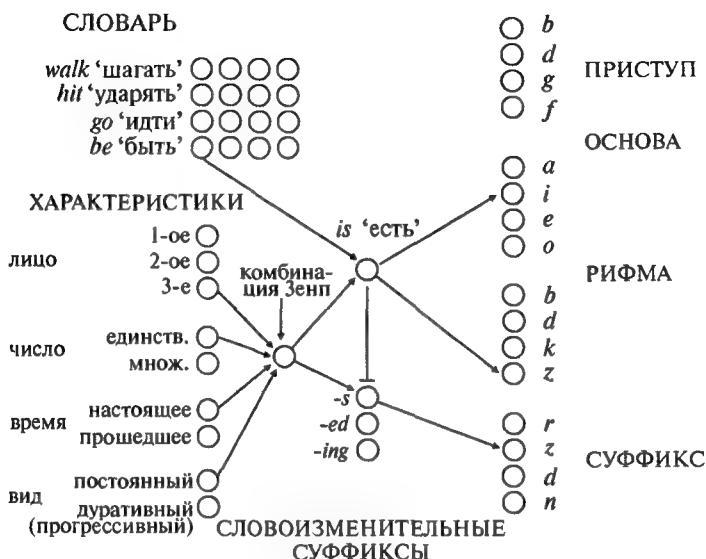 СЛОВАРЬ
walk ‘шагать’
hit ‘ударять’
go ‘идти’
be ‘быть’
ХАРАКТЕРИСТИКИ
лицо
1-ое
2-ое
3-е
число
единств.
множ.
время
настоящее
прошедшее
вид
(прогрессивный)
постоянный
дуративный
комбина-
ция 3енп
is ‘есть’
-s
-ed
-ing
СЛОВОИЗМЕНИТЕЛЬНЫЕ
СУФФИКСЫ
b
d
g
f
ПРИСТУП
ОСНОВА
a
i
e
o
РИФМА
b
d
k
z
r
z
d
n
СУФФИКС